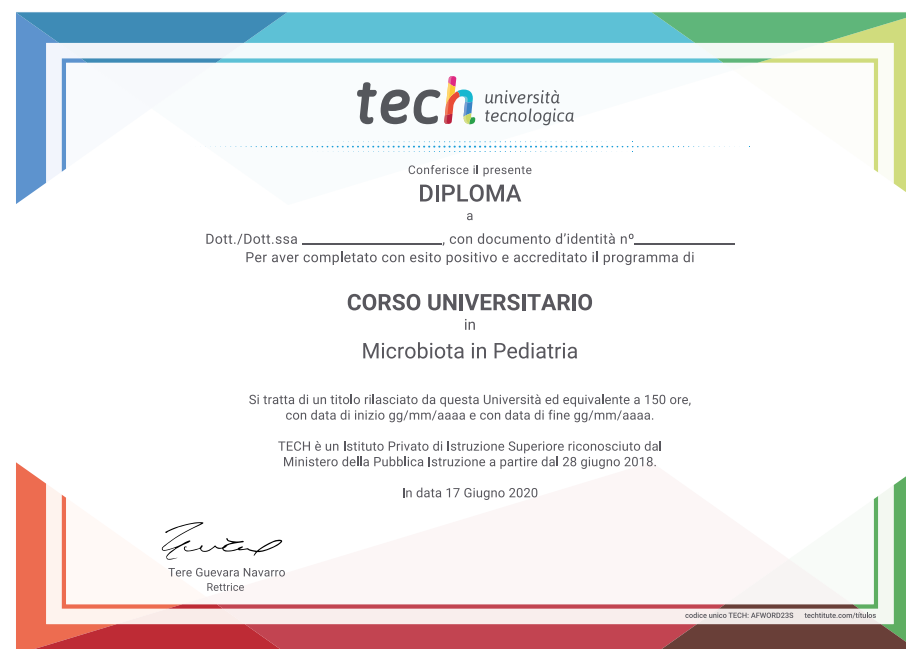 tech università
tecnologica
Conferisce il presente
DIPLOMA
a
Dott./Dott.ssa ____________________, con documento d'identità nº______________
Per aver completato con esito positivo e accreditato il programma di
CORSO UNIVERSITARIO
in
Microbiota in Pediatria
Si tratta di un titolo rilasciato da questa Università ed equivalente a 150 ore,
con data di inizio gg/mm/aaaa e con data di fine gg/mm/aaaa.
TECH è un Istituto Privato di Istruzione Superiore riconosciuto dal
Ministero della Pubblica Istruzione a partire dal 28 giugno 2018.
In data 17 Giugno 2020
Tere Guevara Navarro
Rettrice
codice unico TECH: AFWORD23S techtitute.com/títulos